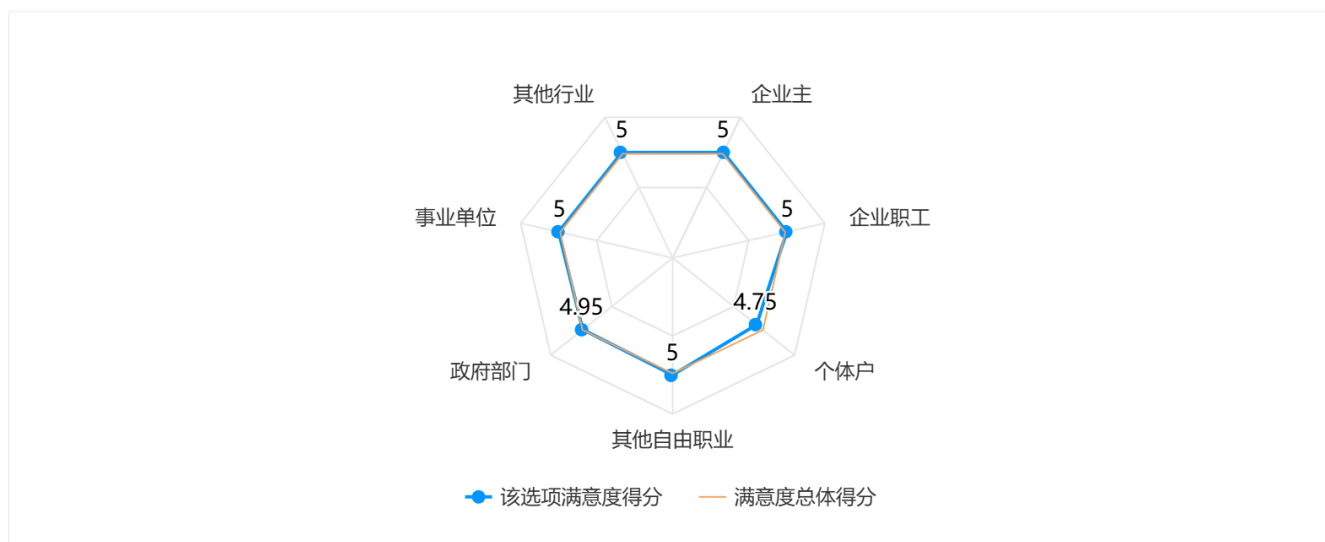 其他行业
企业主
5
5
事业单位
5
5
企业职工
4.95
4.75
政府部门
5
个体户
其他自由职业
该选项满意度得分
满意度总体得分